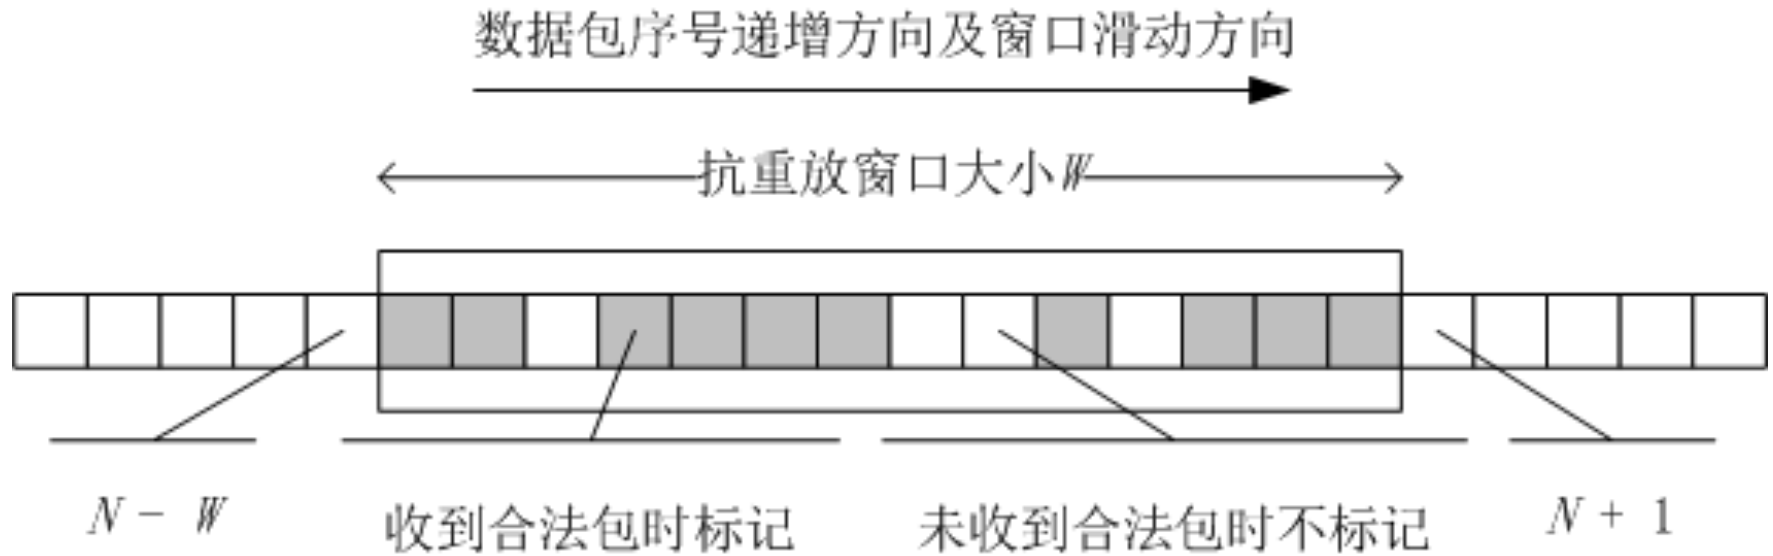 数据包序号递增方向及窗口滑动方向
抗重放窗口大小W
N - W
收到合法包时标记
未收到合法包时不标记
N + 1